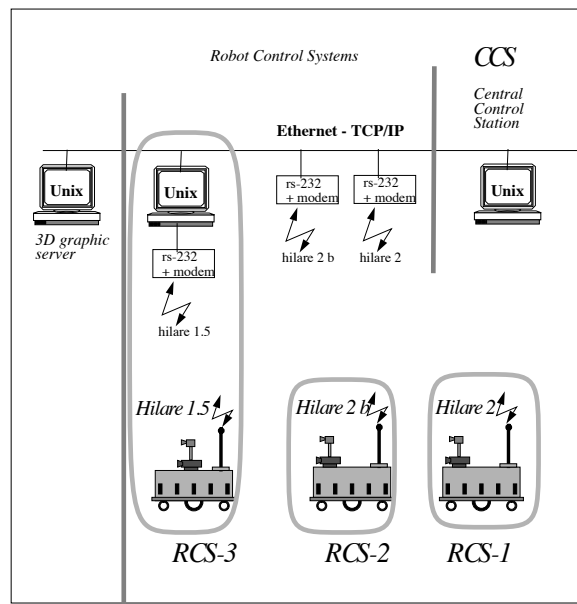 Robot Control Systems
CCS
Central
Control
Station
Ethernet - TCP/IP
Unix
3D graphic
server
Unix
rs-232
+ modem
hilare 1.5
rs-232
+ modem
hilare 2 b
rs-232
+ modem
hilare 2
Unix
Hilare 1.5
Hilare 2 b
Hilare 2
RCS-3
RCS-2
RCS-1